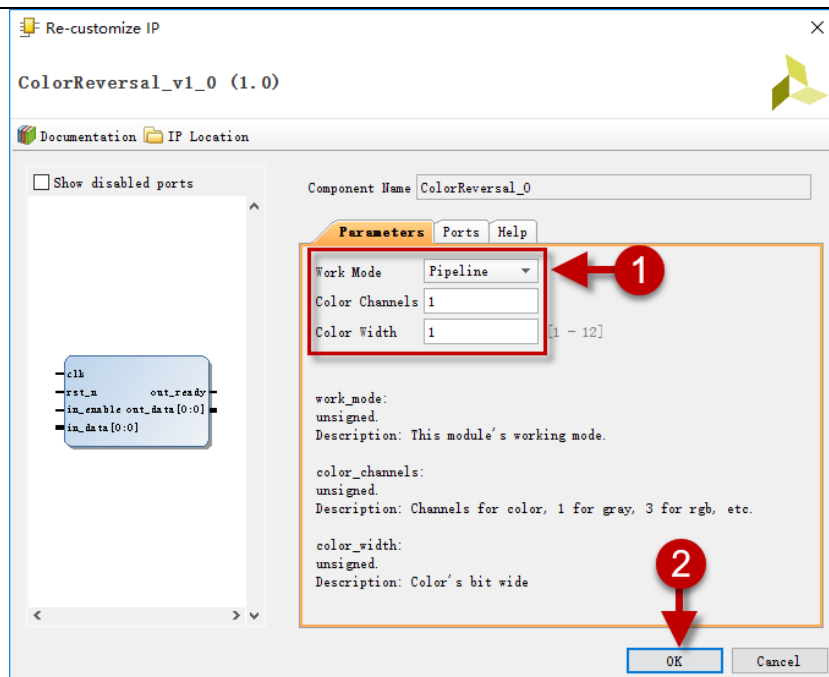 Re-customize IP
ColorReversal_v1_0 (1.0)
Documentation IP Location
Show disabled ports
clk
rst_n out_ready
in_enable out_data[0:0]
in_data[0:0]
Component Name ColorReversal_0
Parameters Ports Help
Work Mode Pipeline 1
Color Channels 1
Color Width 1 [1 - 12]
work_mode:
unsigned.
Description: This module's working mode.
color_channels:
unsigned.
Description: Channels for color, 1 for gray, 3 for rgb, etc.
color_width:
unsigned.
Description: Color's bit wide
2
OK Cancel